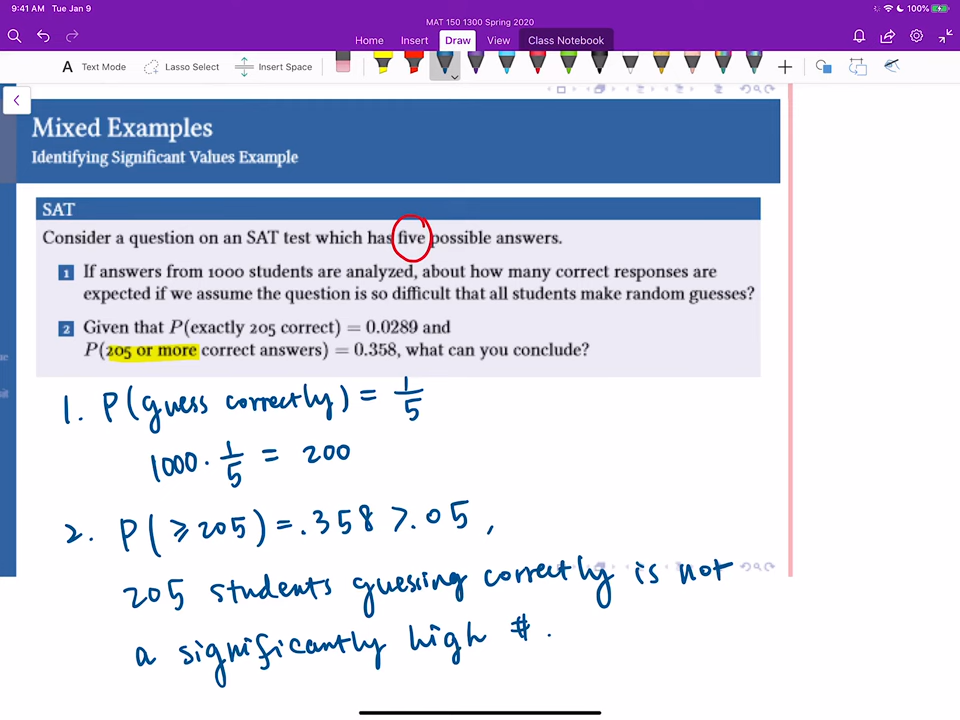 9:41 AM Tue Jan 9
100%
MAT 150 1300 Spring 2020
Home Insert Draw View Class Notebook
A Text Mode Lasso Select Insert Space
Mixed Examples
Identifying Significant Values Example
SAT
Consider a question on an SAT test which has five possible answers.
1 If answers from 1000 students are analyzed, about how many correct responses are
expected if we assume the question is so difficult that all students make random guesses?
2 Given that P(exactly 205 correct) = 0.0289 and
P(205 or more correct answers) = 0.358, what can you conclude?
1. P(guess correctly) = 1/5
1000 · 1/5 = 200
2. P(≥205) = .358 > .05,
205 students guessing correctly is not
a significantly high #.